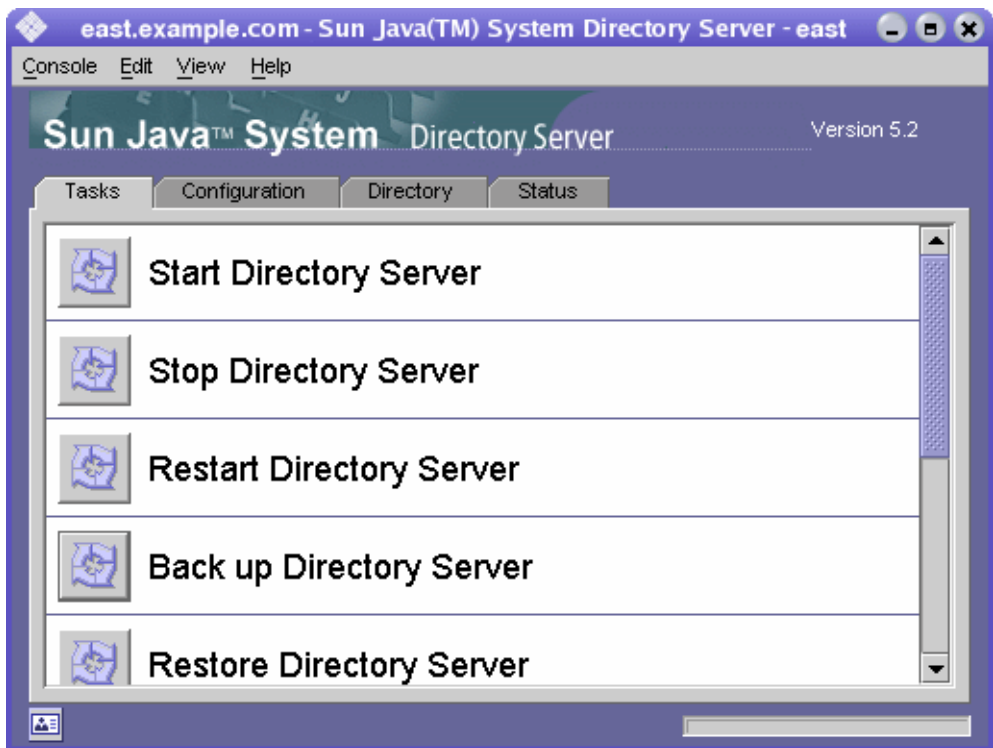 east.example.com - Sun Java(TM) System Directory Server - east
Console Edit View Help
Sun Java™ System Directory Server
Version 5.2
Tasks Configuration Directory Status
Start Directory Server
Stop Directory Server
Restart Directory Server
Back up Directory Server
Restore Directory Server